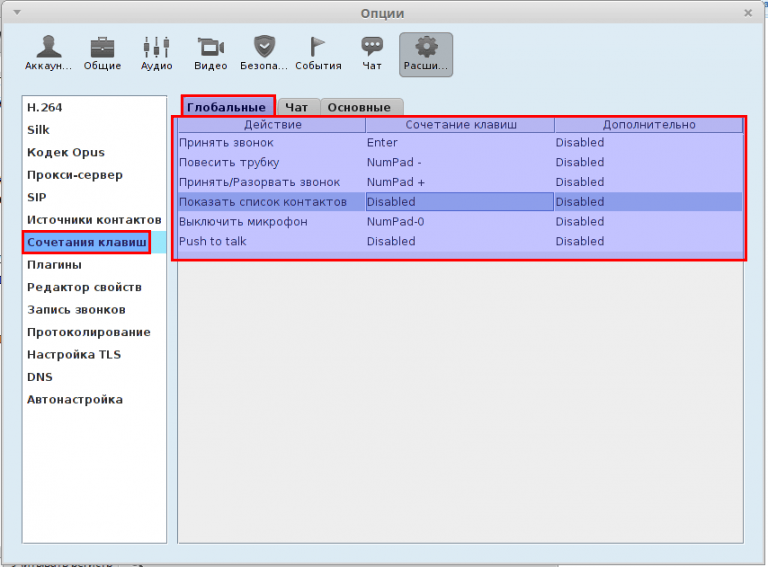 Опции
Аккаун... Общие Аудио Видео Безопа... События Чат Расши...
H.264
Silk
Кодек Opus
Прокси-сервер
SIP
Источники контактов
Сочетания клавиш
Плагины
Редактор свойств
Запись звонков
Протоколирование
Настройка TLS
DNS
Автонастройка
Глобальные Чат Основные
Действие Сочетание клавиш Дополнительно
Принять звонок Enter Disabled
Повесить трубку NumPad - Disabled
Принять/Разорвать звонок NumPad + Disabled
Показать список контактов Disabled Disabled
Выключить микрофон NumPad-0 Disabled
Push to talk Disabled Disabled